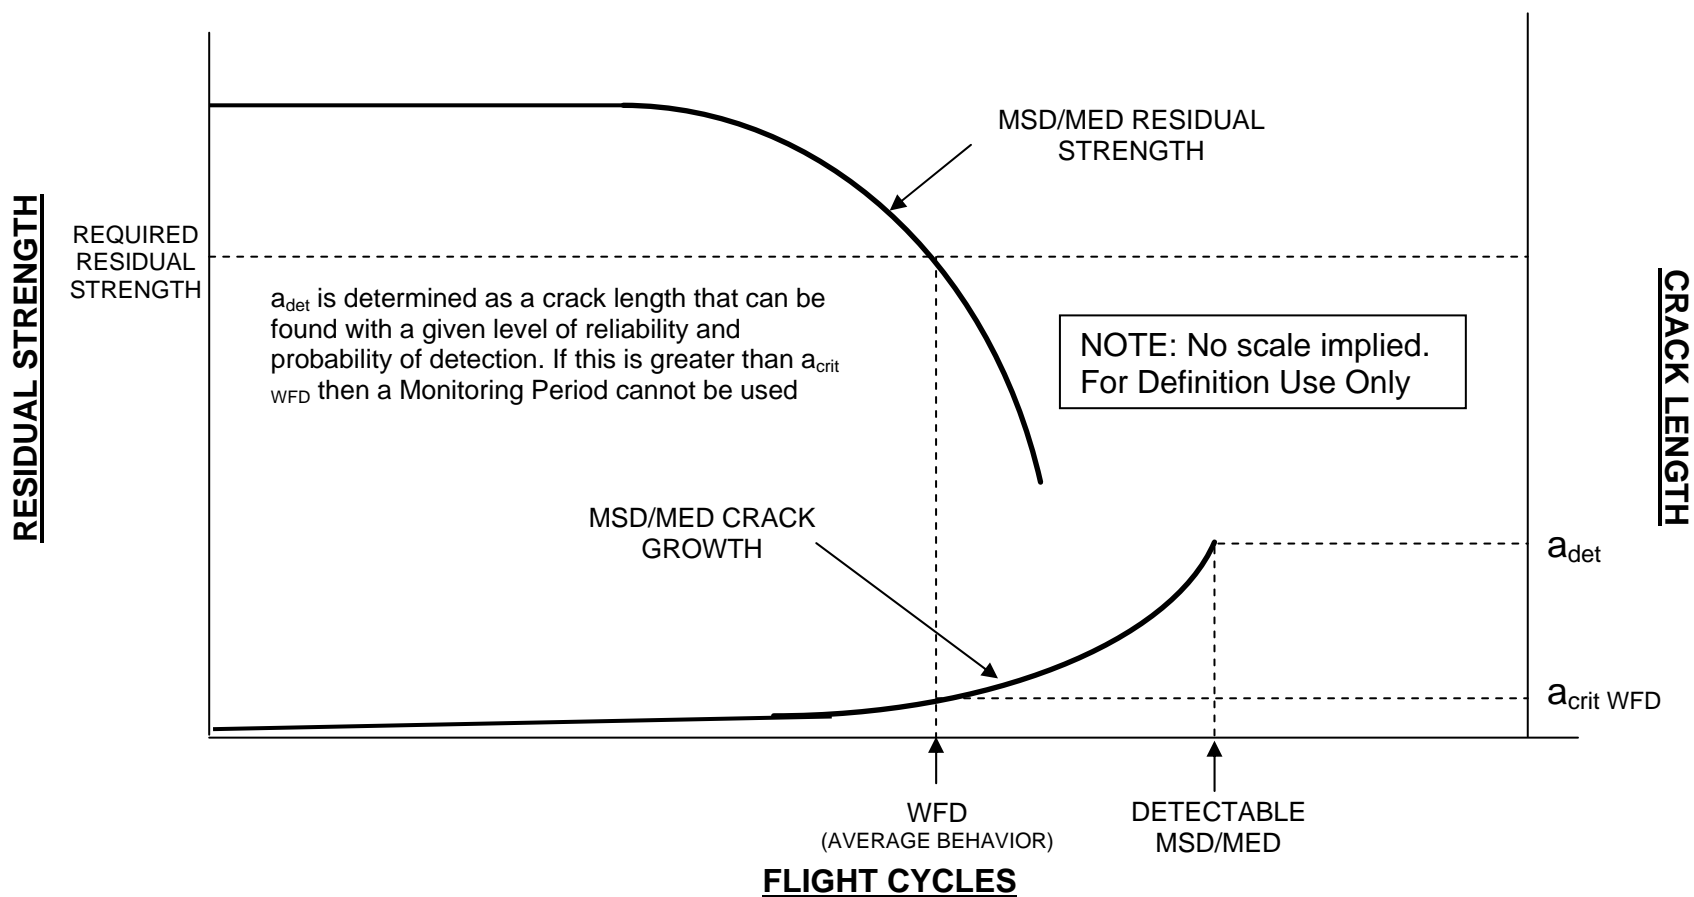 MSD/MED RESIDUAL
STRENGTH
RESIDUAL STRENGTH
REQUIRED
RESIDUAL
STRENGTH
a_det is determined as a crack length that can be
found with a given level of reliability and
probability of detection. If this is greater than a_crit
WFD then a Monitoring Period cannot be used
NOTE: No scale implied.
For Definition Use Only
CRACK LENGTH
MSD/MED CRACK
GROWTH
a_det
a_crit WFD
WFD
(AVERAGE BEHAVIOR)
DETECTABLE
MSD/MED
FLIGHT CYCLES